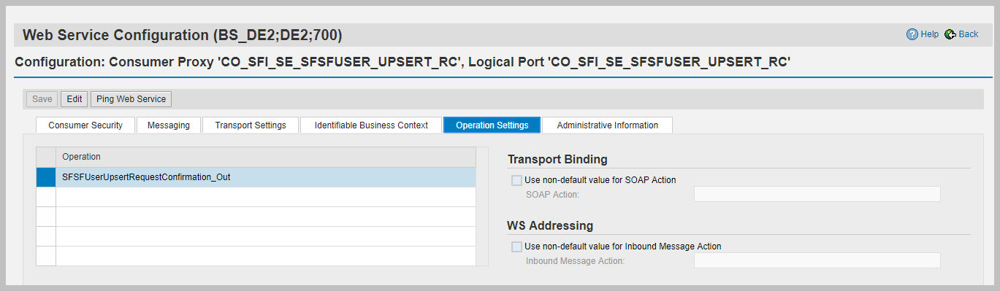 Web Service Configuration (BS_DE2;DE2;700)
Help Back
Configuration: Consumer Proxy 'CO_SFI_SE_SFSFUSER_UPSERT_RC', Logical Port 'CO_SFI_SE_SFSFUSER_UPSERT_RC'
Save Edit Ping Web Service
Consumer Security Messaging Transport Settings Identifiable Business Context Operation Settings Administrative Information
Operation
SFSFUserUpsertRequestConfirmation_Out
Transport Binding
Use non-default value for SOAP Action
SOAP Action:
WS Addressing
Use non-default value for Inbound Message Action
Inbound Message Action: